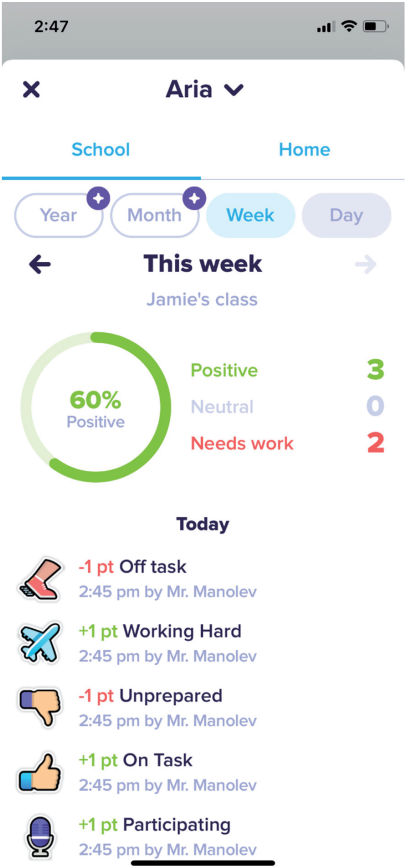 2:47
Aria
School Home
Year Month Week Day
This week
Jamie's class
60%
Positive
Positive 3
Neutral 0
Needs work 2
Today
-1 pt Off task
2:45 pm by Mr. Manolev
+1 pt Working Hard
2:45 pm by Mr. Manolev
-1 pt Unprepared
2:45 pm by Mr. Manolev
+1 pt On Task
2:45 pm by Mr. Manolev
+1 pt Participating
2:45 pm by Mr. Manolev